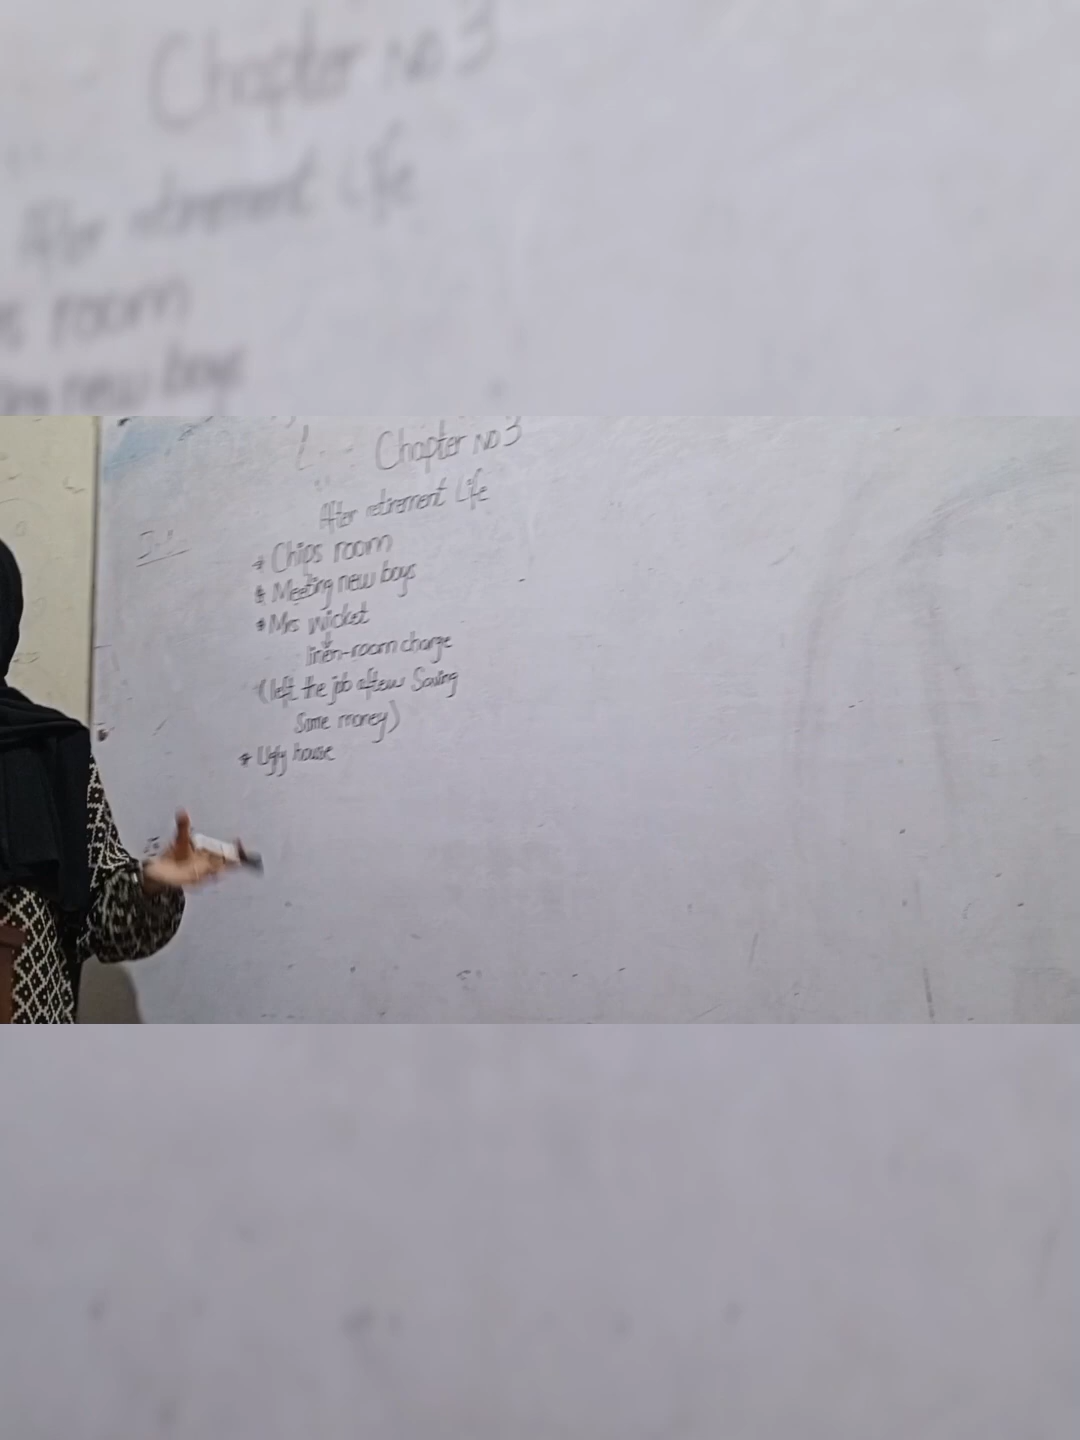 Chapter No 3
After retirement Life
* Chips room
* Meeting new boys
* Mrs wicket
↓
linen-room charge
(left the job after Saving
Some money)
* Ugly house